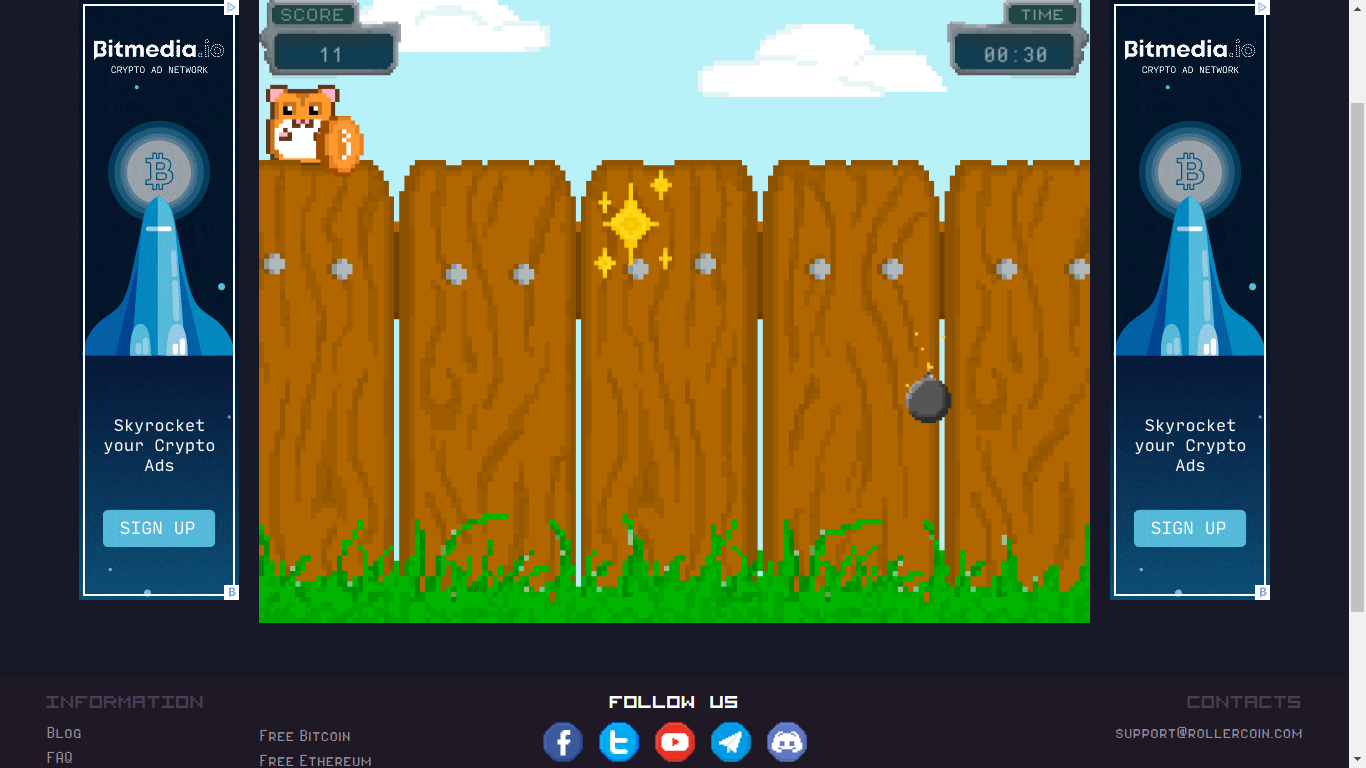 Bitmedia.io
CRYPTO AD NETWORK
Skyrocket
your Crypto
Ads
SIGN UP
B
SCORE
11
TIME
00:30
Bitmedia.io
CRYPTO AD NETWORK
Skyrocket
your Crypto
Ads
SIGN UP
B
INFORMATION
Blog
FAQ
Free Bitcoin
Free Ethereum
FOLLOW US
CONTACTS
support@rollercoin.com